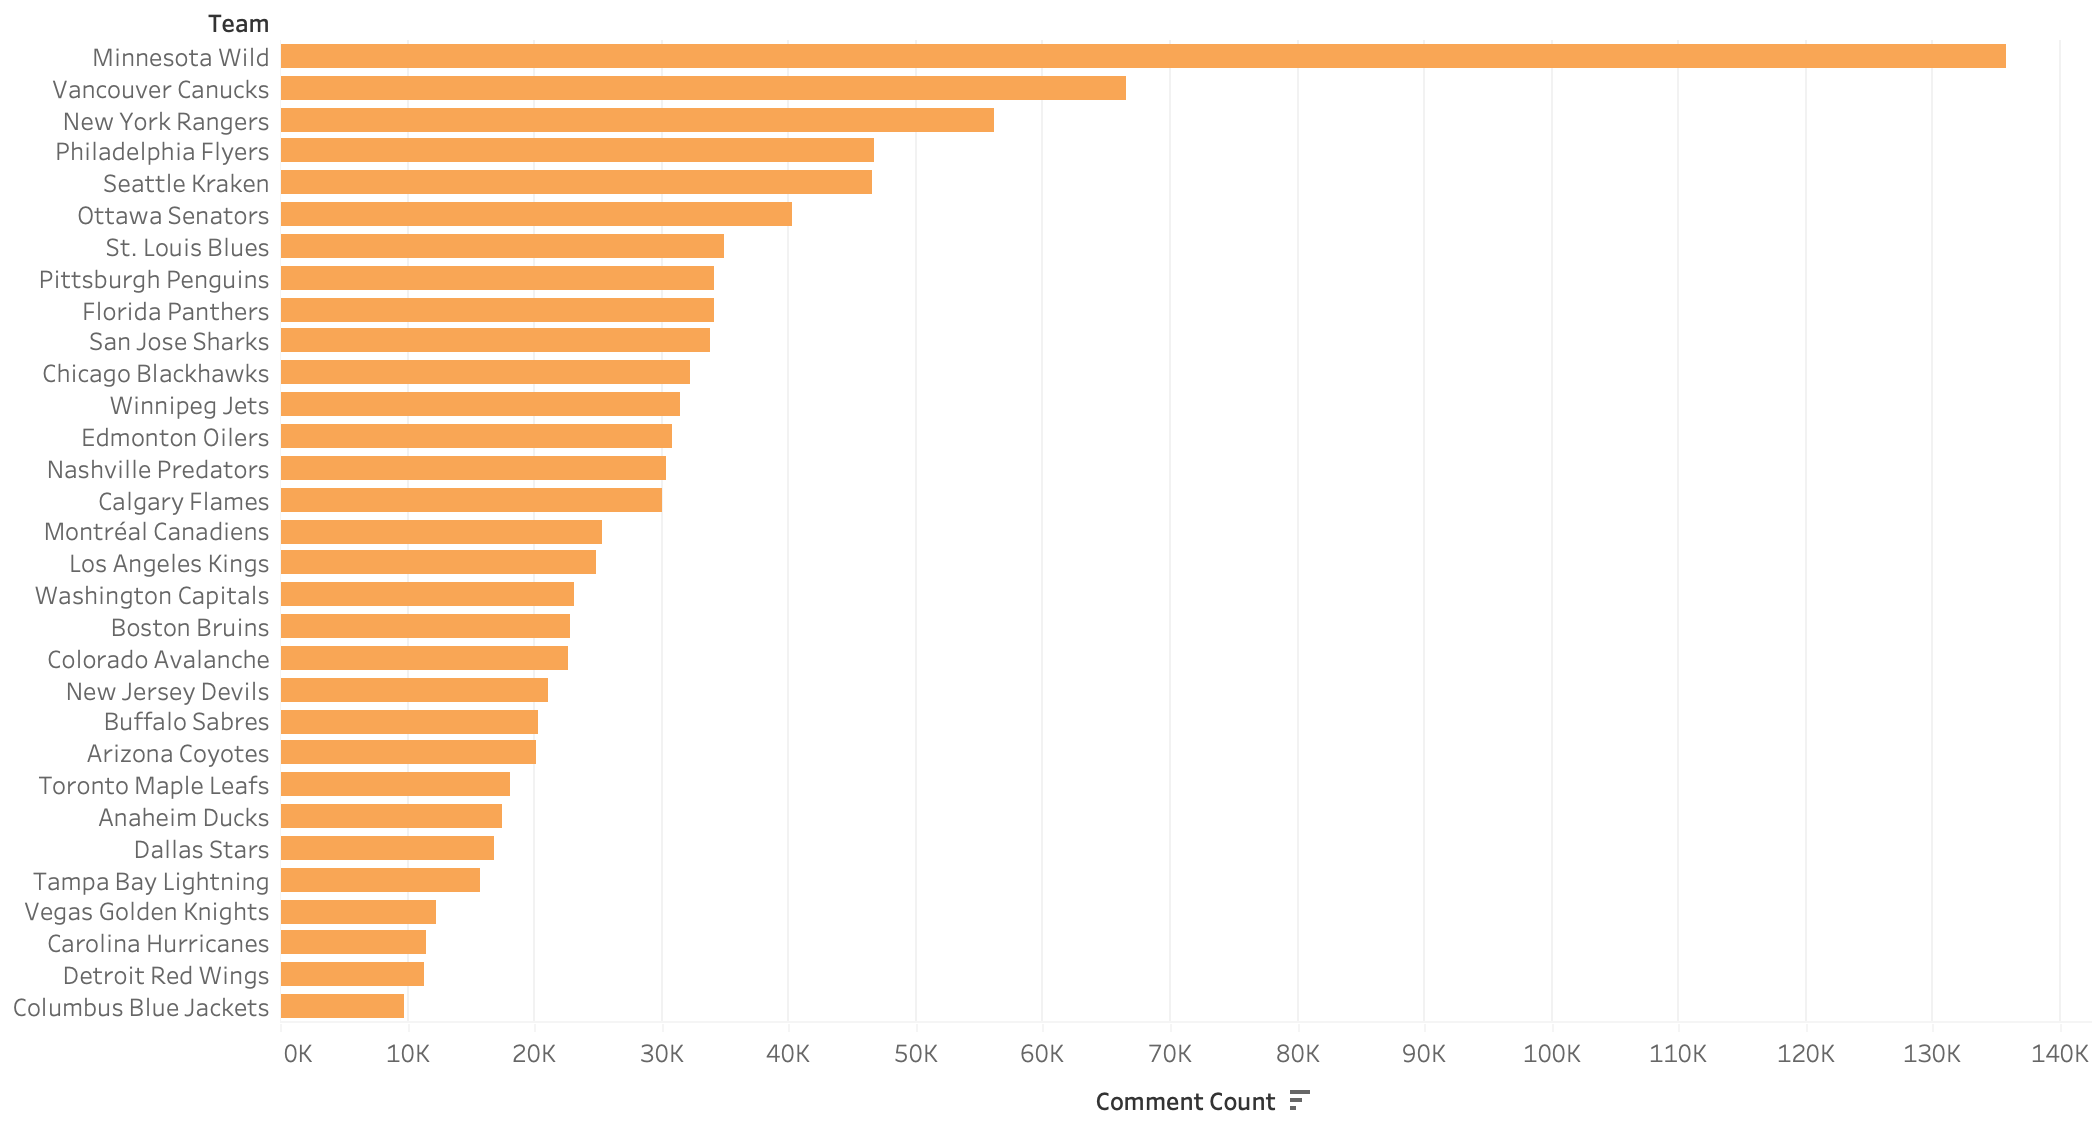 Team
Minnesota Wild
Vancouver Canucks
New York Rangers
Philadelphia Flyers
Seattle Kraken
Ottawa Senators
St. Louis Blues
Pittsburgh Penguins
Florida Panthers
San Jose Sharks
Chicago Blackhawks
Winnipeg Jets
Edmonton Oilers
Nashville Predators
Calgary Flames
Montréal Canadiens
Los Angeles Kings
Washington Capitals
Boston Bruins
Colorado Avalanche
New Jersey Devils
Buffalo Sabres
Arizona Coyotes
Toronto Maple Leafs
Anaheim Ducks
Dallas Stars
Tampa Bay Lightning
Vegas Golden Knights
Carolina Hurricanes
Detroit Red Wings
Columbus Blue Jackets
0K 10K 20K 30K 40K 50K 60K 70K 80K 90K 100K 110K 120K 130K 140K
Comment Count